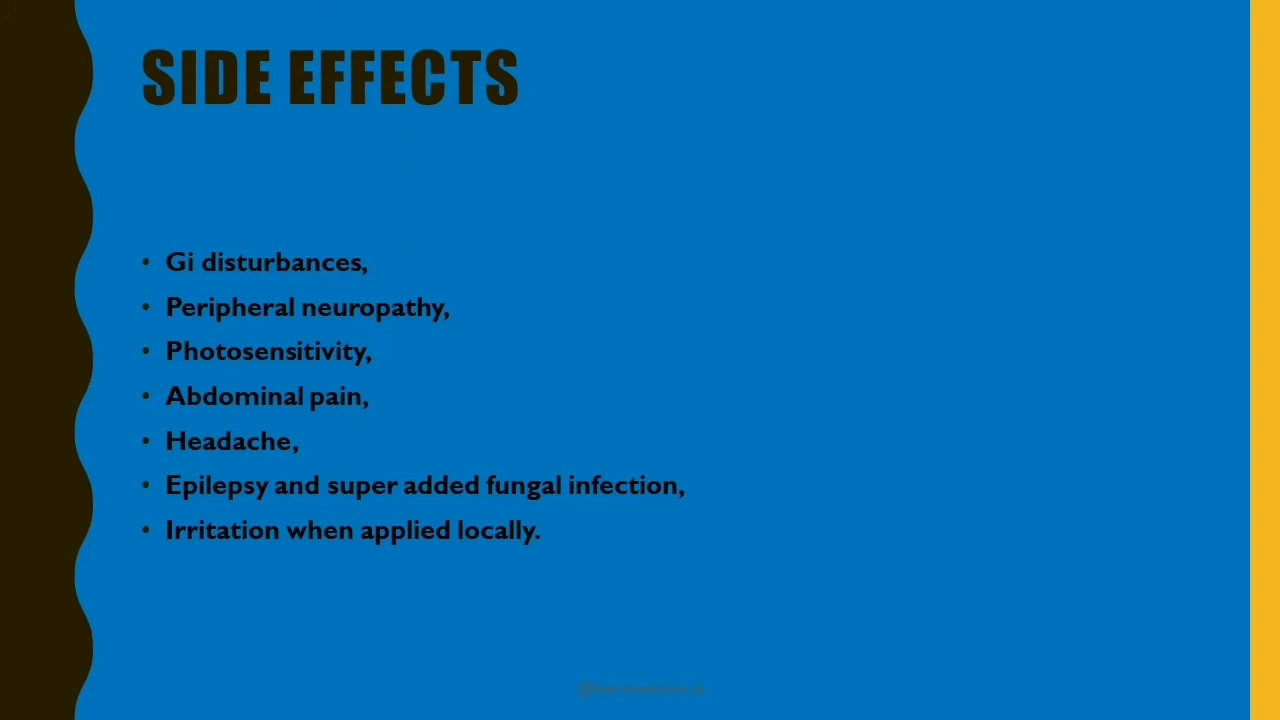 SIDE EFFECTS
• Gi disturbances,
• Peripheral neuropathy,
• Photosensitivity,
• Abdominal pain,
• Headache,
• Epilepsy and super added fungal infection,
• Irritation when applied locally.